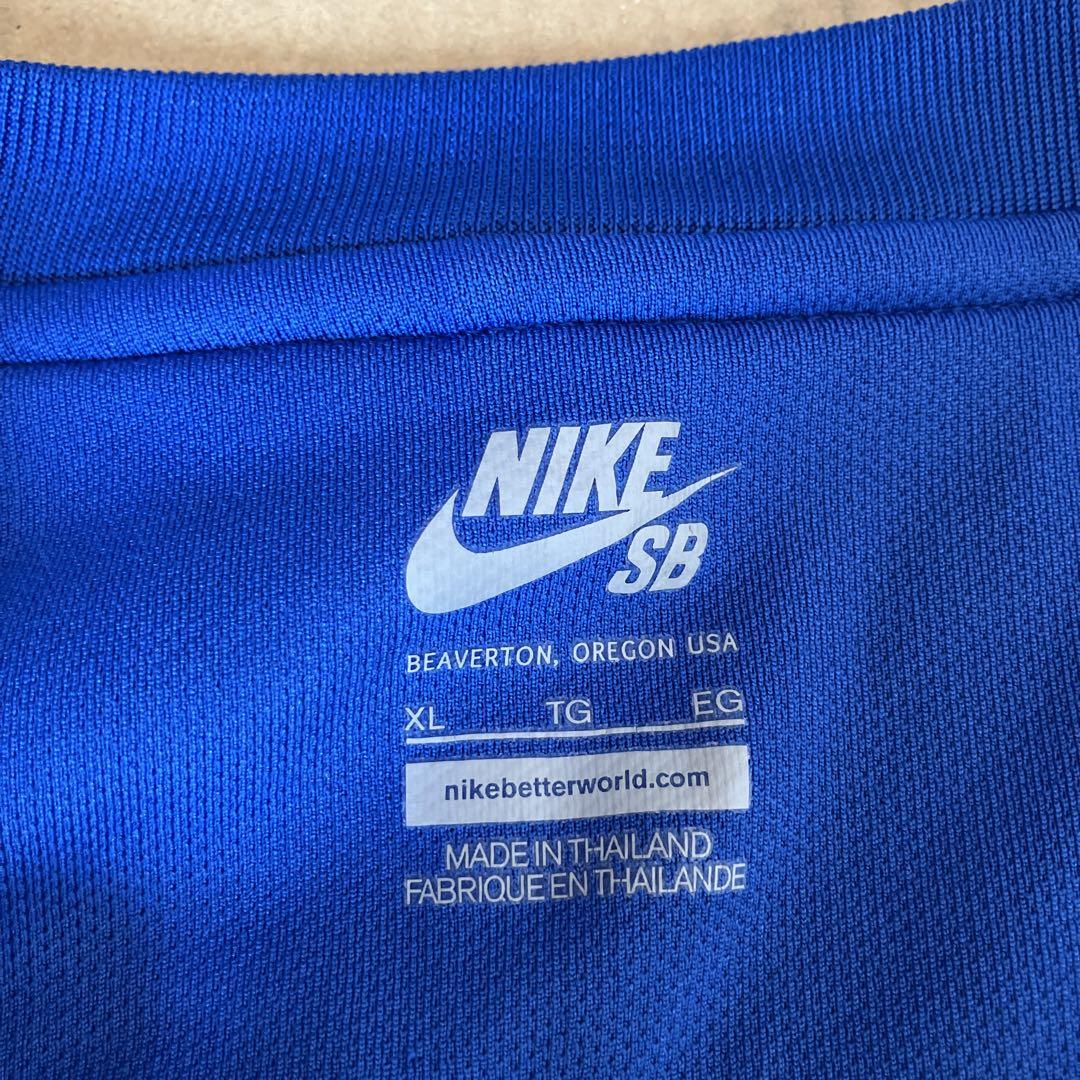 NIKE
SB
BEAVERTON, OREGON USA
XL TG EG
nikebetterworld.com
MADE IN THAILAND
FABRIQUE EN THAILANDE